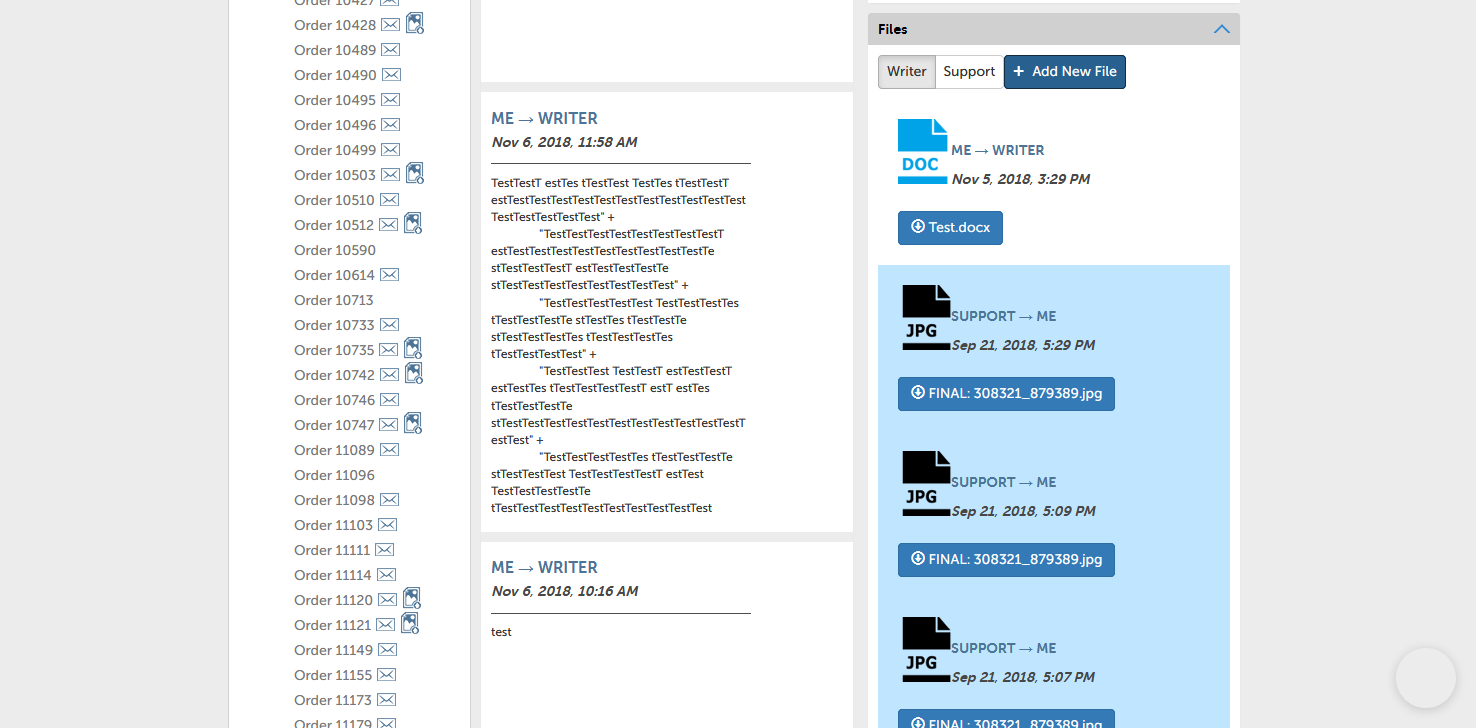 Order 10427
Order 10428
Order 10489
Order 10490
Order 10495
Order 10496
Order 10499
Order 10503
Order 10510
Order 10512
Order 10590
Order 10614
Order 10713
Order 10733
Order 10735
Order 10742
Order 10746
Order 10747
Order 11089
Order 11096
Order 11098
Order 11103
Order 11111
Order 11114
Order 11120
Order 11121
Order 11149
Order 11155
Order 11173
Order 11179
ME → WRITER
Nov 6, 2018, 11:58 AM
TestTestT estTes tTestTest TestTes tTestTestT
estTestTestTestTestTestTestTestTestTestTestTest
TestTestTestTestTest" +
"TestTestTestTestTestTestTestTestT
estTestTestTestTestTestTestTestTestTestTe
stTestTestTestT estTestTestTestTe
stTestTestTestTestTestTestTestTest" +
"TestTestTestTestTest TestTestTestTes
tTestTestTestTe stTestTes tTestTestTe
stTestTestTestTes tTestTestTestTes
tTestTestTestTest" +
"TestTestTest TestTestT estTestTestT
estTestTes tTestTestTestTestT estT estTes
tTestTestTestTe
stTestTestTestTestTestTestTestTestTestTestTestT
estTest" +
"TestTestTestTestTes tTestTestTestTe
stTestTestTest TestTestTestTestT estTest
TestTestTestTestTe
tTestTestTestTestTestTestTestTestTestTest
ME → WRITER
Nov 6, 2018, 10:16 AM
test
Files
Writer
Support
+ Add New File
DOC
ME → WRITER
Nov 5, 2018, 3:29 PM
Test.docx
JPG
SUPPORT → ME
Sep 21, 2018, 5:29 PM
FINAL: 308321_879389.jpg
JPG
SUPPORT → ME
Sep 21, 2018, 5:09 PM
FINAL: 308321_879389.jpg
JPG
SUPPORT → ME
Sep 21, 2018, 5:07 PM
FINAL: 308321_879389.jpg